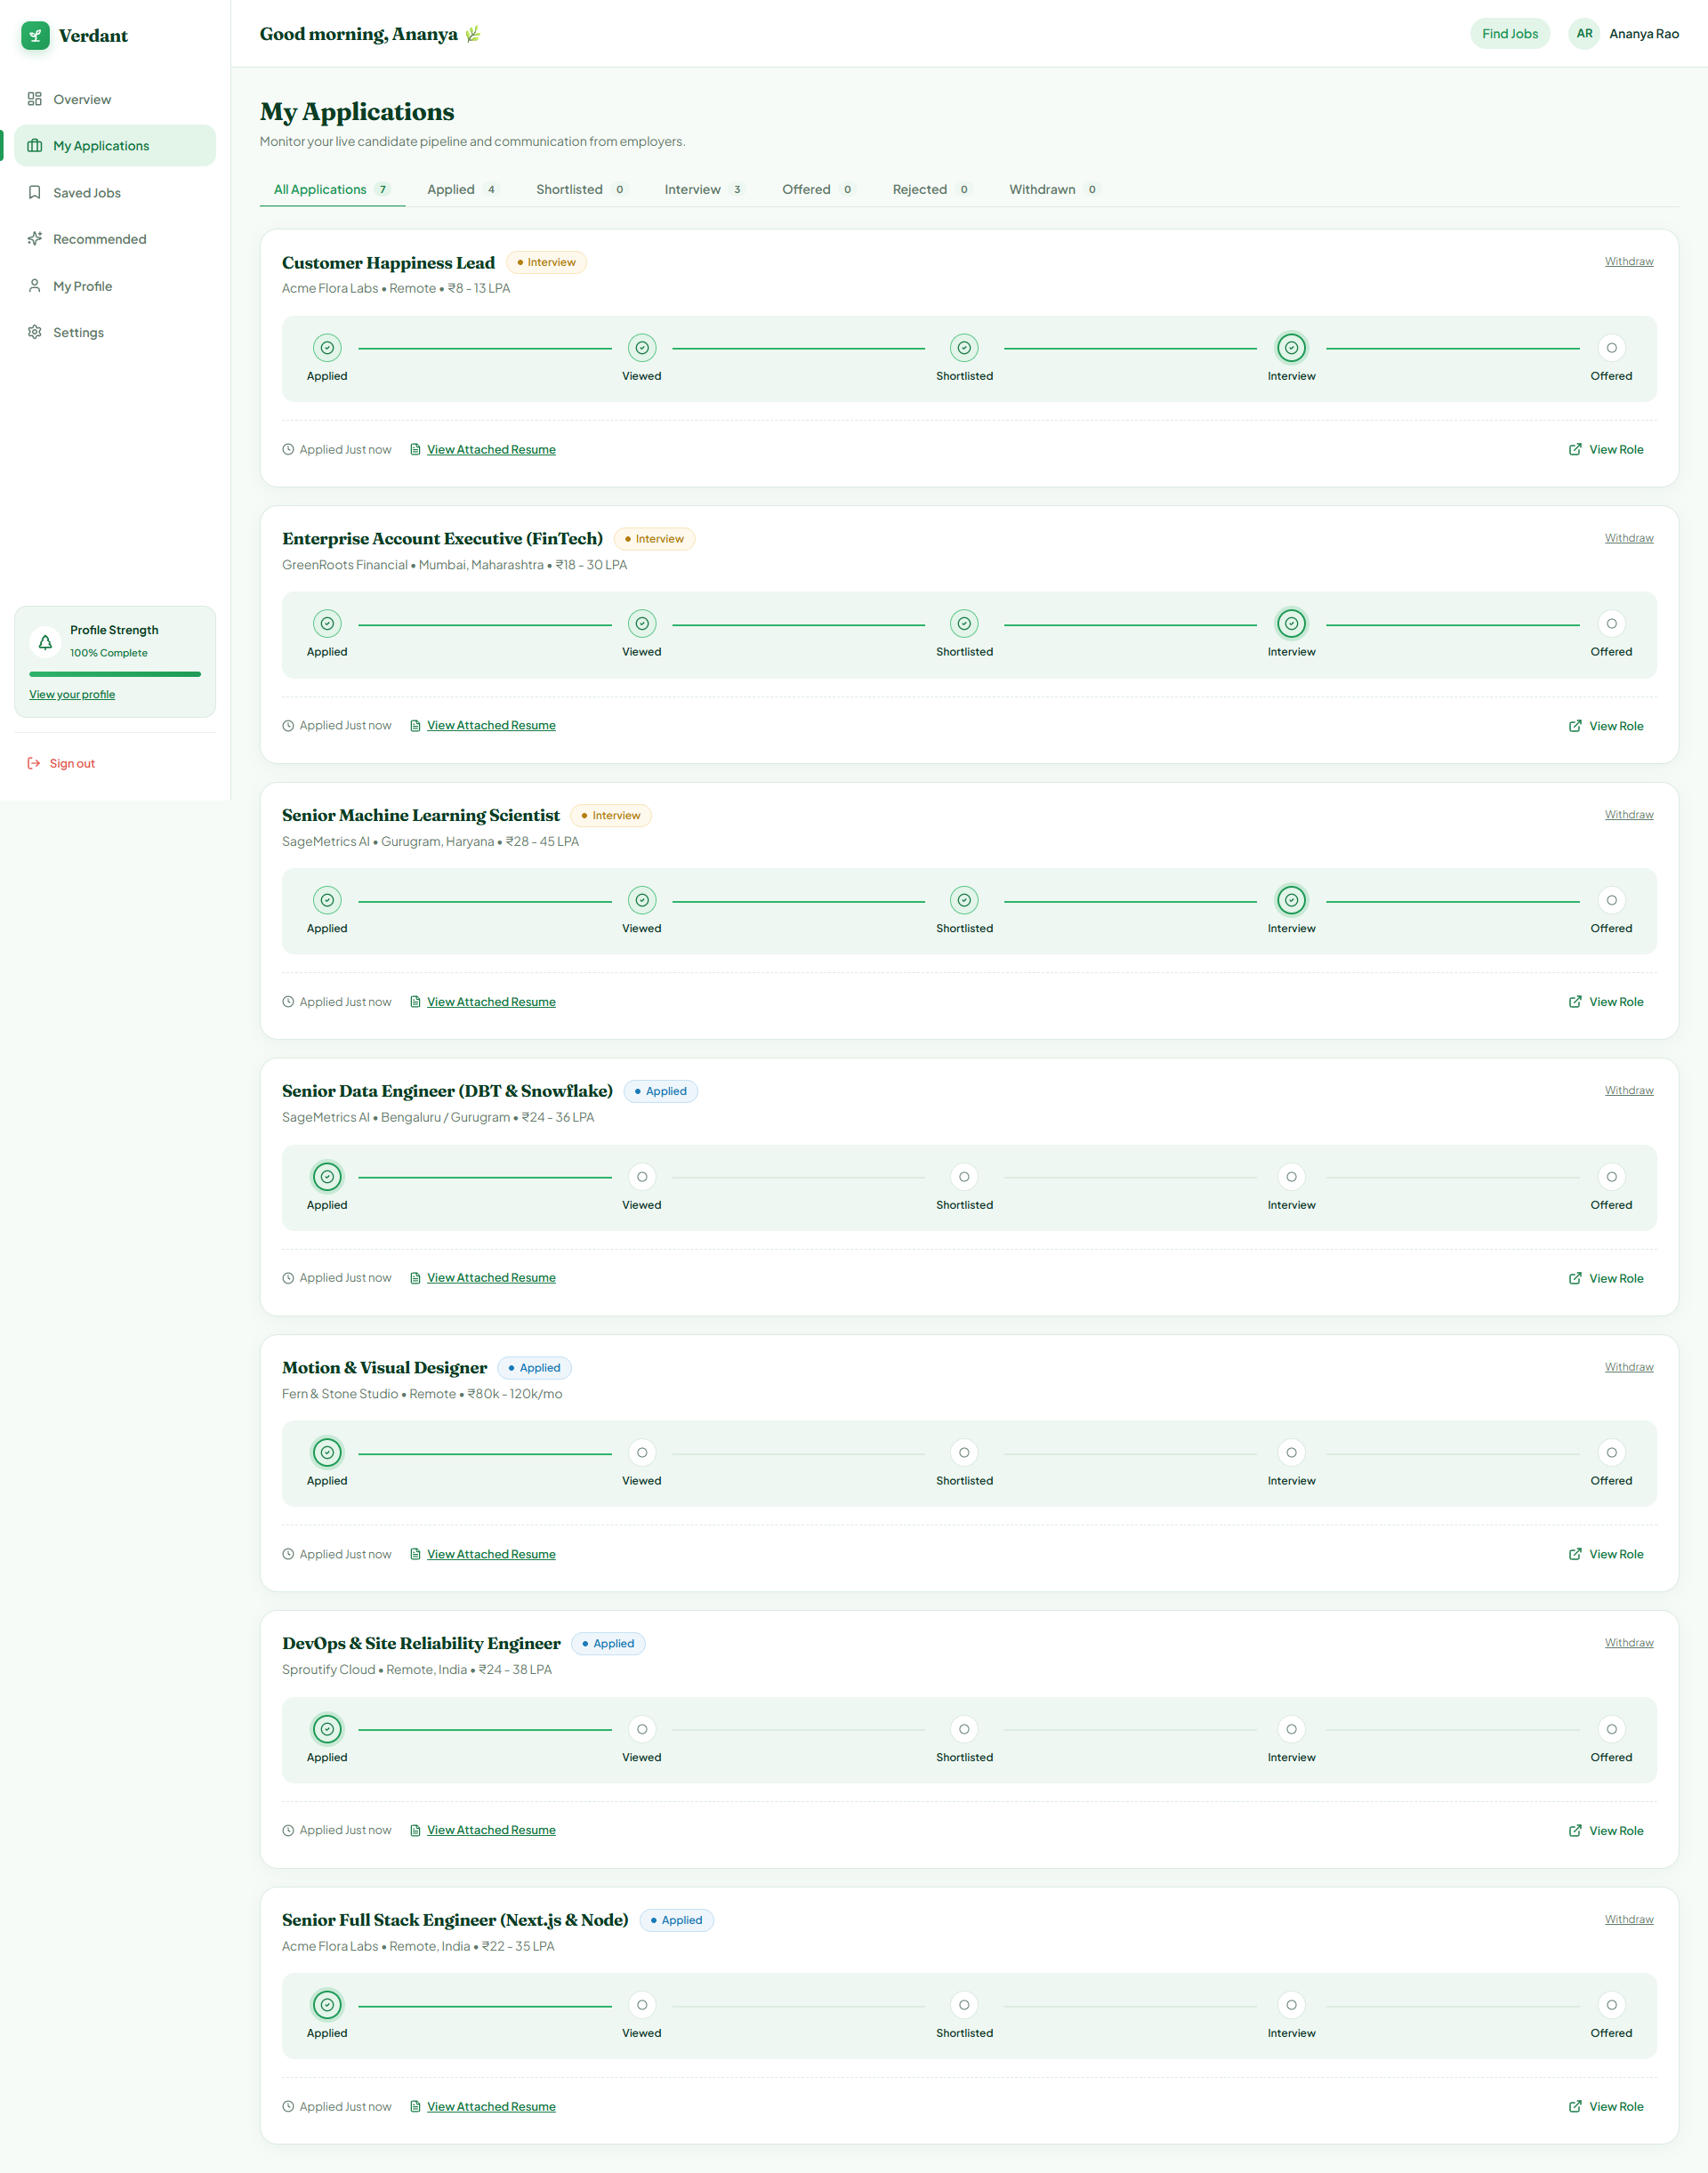 Verdant
Overview
My Applications
Saved Jobs
Recommended
My Profile
Settings
Profile Strength
100% Complete
View your profile
Sign out
Good morning, Ananya 🌿
Find Jobs
AR
Ananya Rao
My Applications
Monitor your live candidate pipeline and communication from employers.
All Applications 7 Applied 4 Shortlisted 0 Interview 3 Offered 0 Rejected 0 Withdrawn 0
Customer Happiness Lead • Interview Withdraw
Acme Flora Labs • Remote • ₹8 - 13 LPA
Applied Viewed Shortlisted Interview Offered
Applied Just now View Attached Resume View Role
Enterprise Account Executive (FinTech) • Interview Withdraw
GreenRoots Financial • Mumbai, Maharashtra • ₹18 - 30 LPA
Applied Viewed Shortlisted Interview Offered
Applied Just now View Attached Resume View Role
Senior Machine Learning Scientist • Interview Withdraw
SageMetrics AI • Gurugram, Haryana • ₹28 - 45 LPA
Applied Viewed Shortlisted Interview Offered
Applied Just now View Attached Resume View Role
Senior Data Engineer (DBT & Snowflake) • Applied Withdraw
SageMetrics AI • Bengaluru / Gurugram • ₹24 - 36 LPA
Applied Viewed Shortlisted Interview Offered
Applied Just now View Attached Resume View Role
Motion & Visual Designer • Applied Withdraw
Fern & Stone Studio • Remote • ₹80k - 120k/mo
Applied Viewed Shortlisted Interview Offered
Applied Just now View Attached Resume View Role
DevOps & Site Reliability Engineer • Applied Withdraw
Sproutify Cloud • Remote, India • ₹24 - 38 LPA
Applied Viewed Shortlisted Interview Offered
Applied Just now View Attached Resume View Role
Senior Full Stack Engineer (Next.js & Node) • Applied Withdraw
Acme Flora Labs • Remote, India • ₹22 - 35 LPA
Applied Viewed Shortlisted Interview Offered
Applied Just now View Attached Resume View Role